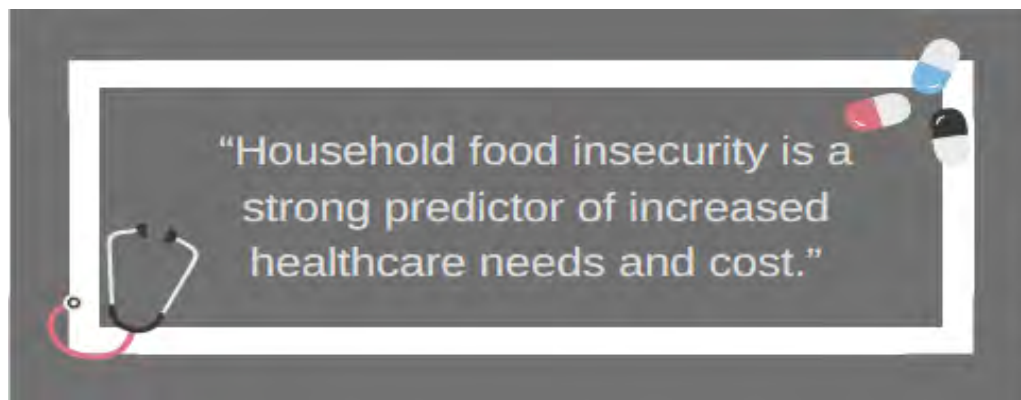 “Household food insecurity is a
strong predictor of increased
healthcare needs and cost.”